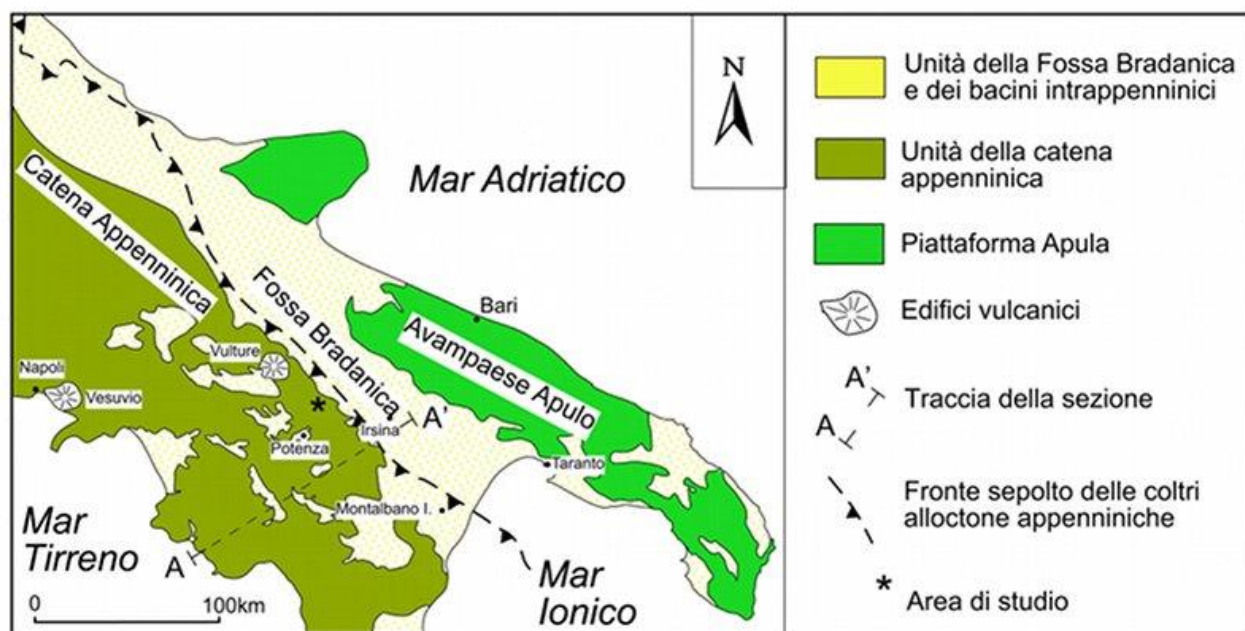 Catena Appenninica
Mar Adriatico
N
Fossa Bradanica
Bari
Avampaese Apulo
Vulture
Napoli
Vesuvio
Potenza
Irsina
A'
Taranto
Montalbano I.
Mar
Tirreno
A
Mar
Ionico
0
100km
Unità della Fossa Bradanica
e dei bacini intrappenninici
Unità della catena
appenninica
Piattaforma Apula
Edifici vulcanici
A'
A
Traccia della sezione
Fronte sepolto delle coltri
alloctone appenniniche
* Area di studio